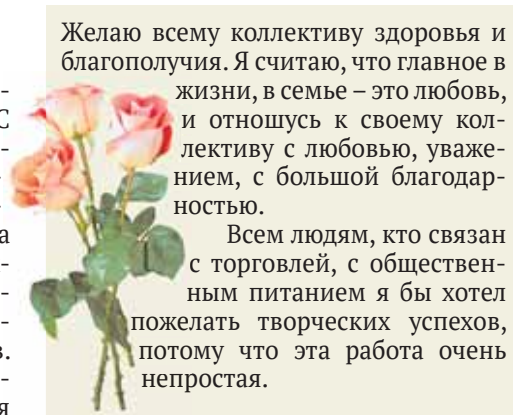 Желаю всему коллективу здоровья и
благополучия. Я считаю, что главное в
жизни, в семье – это любовь,
и отношусь к своему кол-
лективу с любовью, уваже-
нием, с большой благодар-
ностью.
Всем людям, кто связан
с торговлей, с обществен-
ным питанием я бы хотел
пожелать творческих успехов,
потому что эта работа очень
непростая.